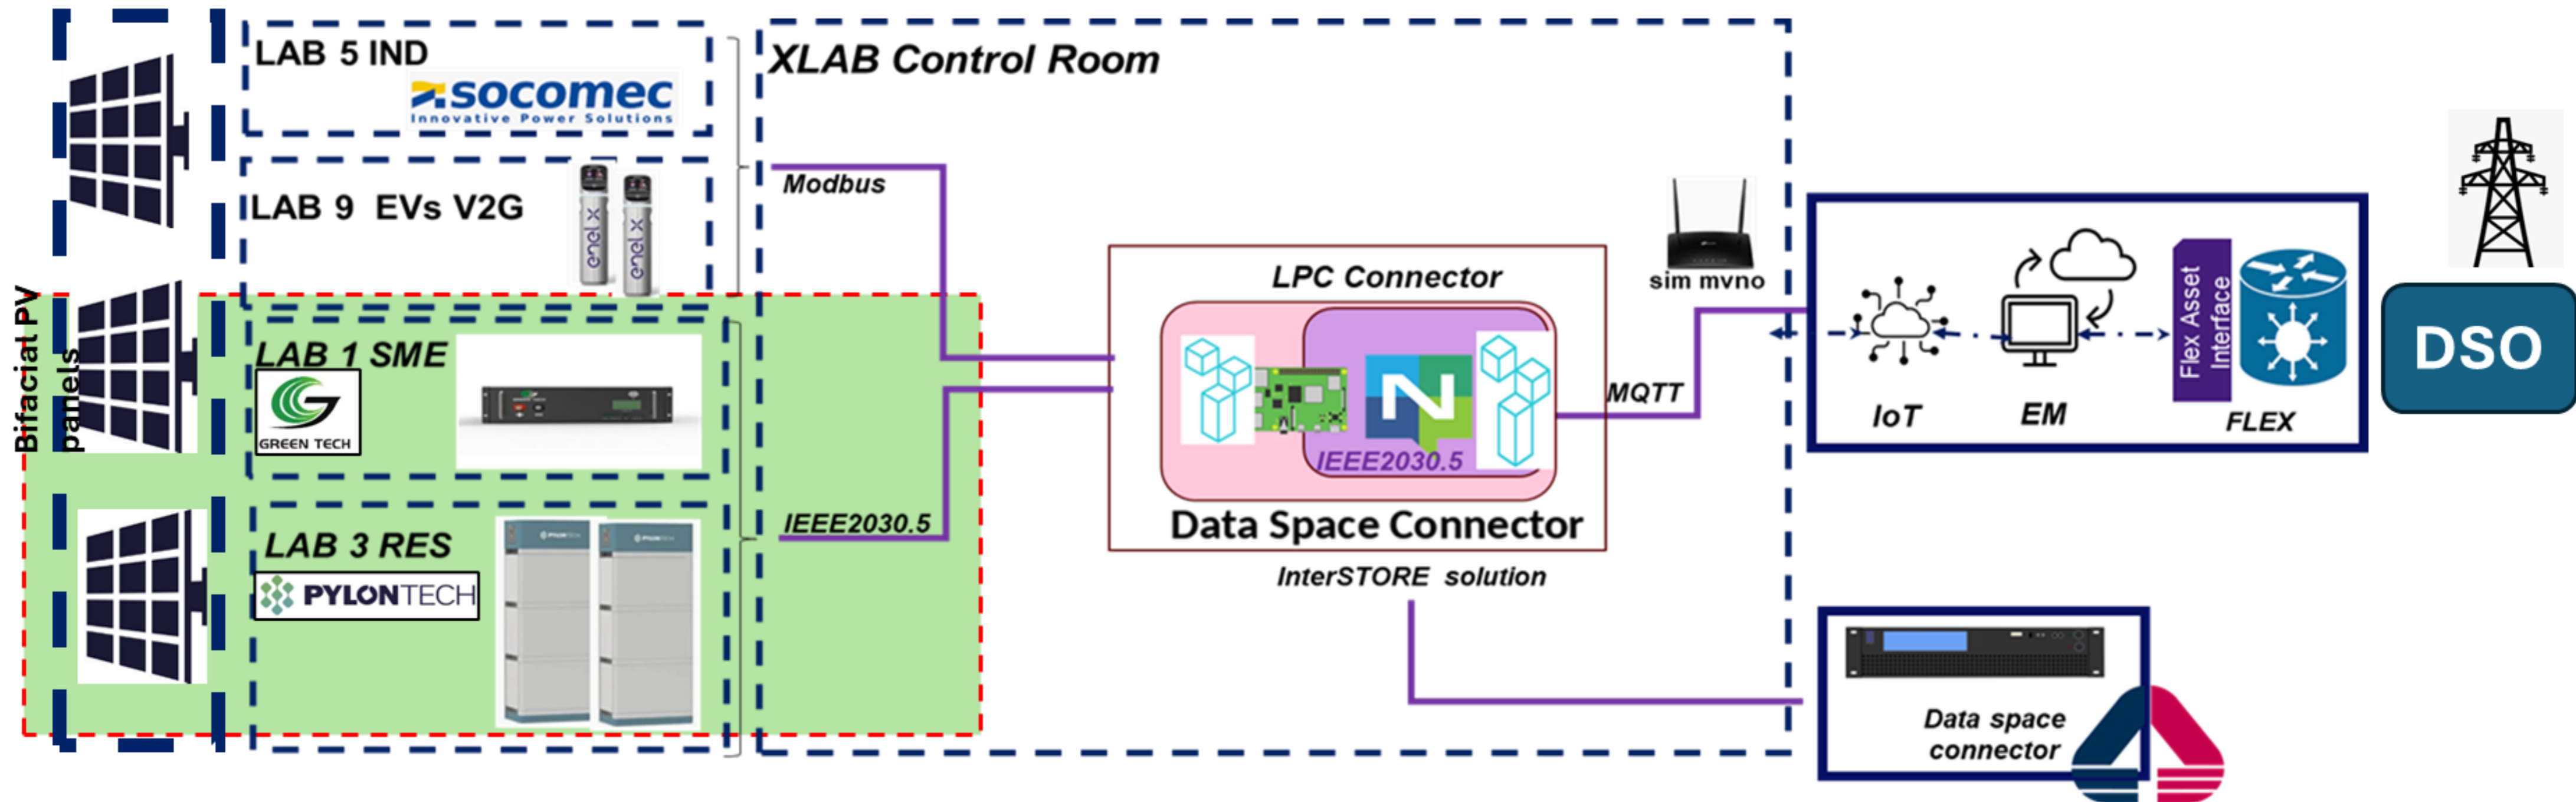 Bifacial PV
panels
LAB 5 IND
socomec
Innovative Power Solutions
LAB 9 EVs V2G
enel x
enel x
LAB 1 SME
GREEN TECH
LAB 3 RES
PYLONTECH
PYLONTECH
PYLONTECH
XLAB Control Room
Modbus
IEEE2030.5
LPC Connector
N
IEEE2030.5
Data Space Connector
InterSTORE solution
MQTT
sim mvno
IoT
EM
Flex Asset
Interface
FLEX
DSO
Data space
connector